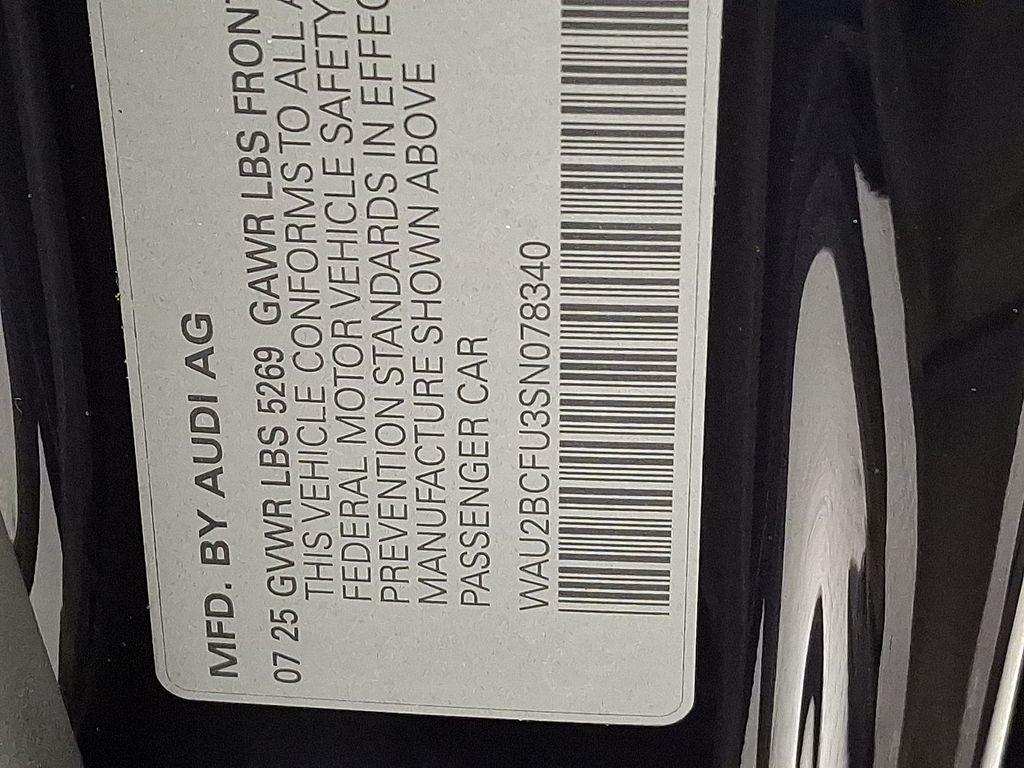 MFD. BY AUDI AG
07 25 GVWR LBS 5269 GAWR LBS FRONT
THIS VEHICLE CONFORMS TO ALL
FEDERAL MOTOR VEHICLE SAFETY
PREVENTION STANDARDS IN EFFEC
MANUFACTURE SHOWN ABOVE
PASSENGER CAR
WAU2BCFU3SN078340